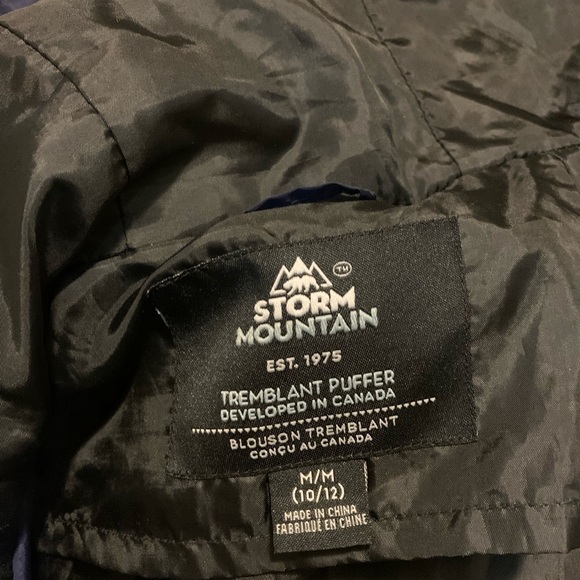 TM
STORM
MOUNTAIN
EST. 1975
TREMBLANT PUFFER
DEVELOPED IN CANADA
BLOUSON TREMBLANT
CONÇU AU CANADA
M/M
(10/12)
MADE IN CHINA
FABRIQUÉ EN CHINE